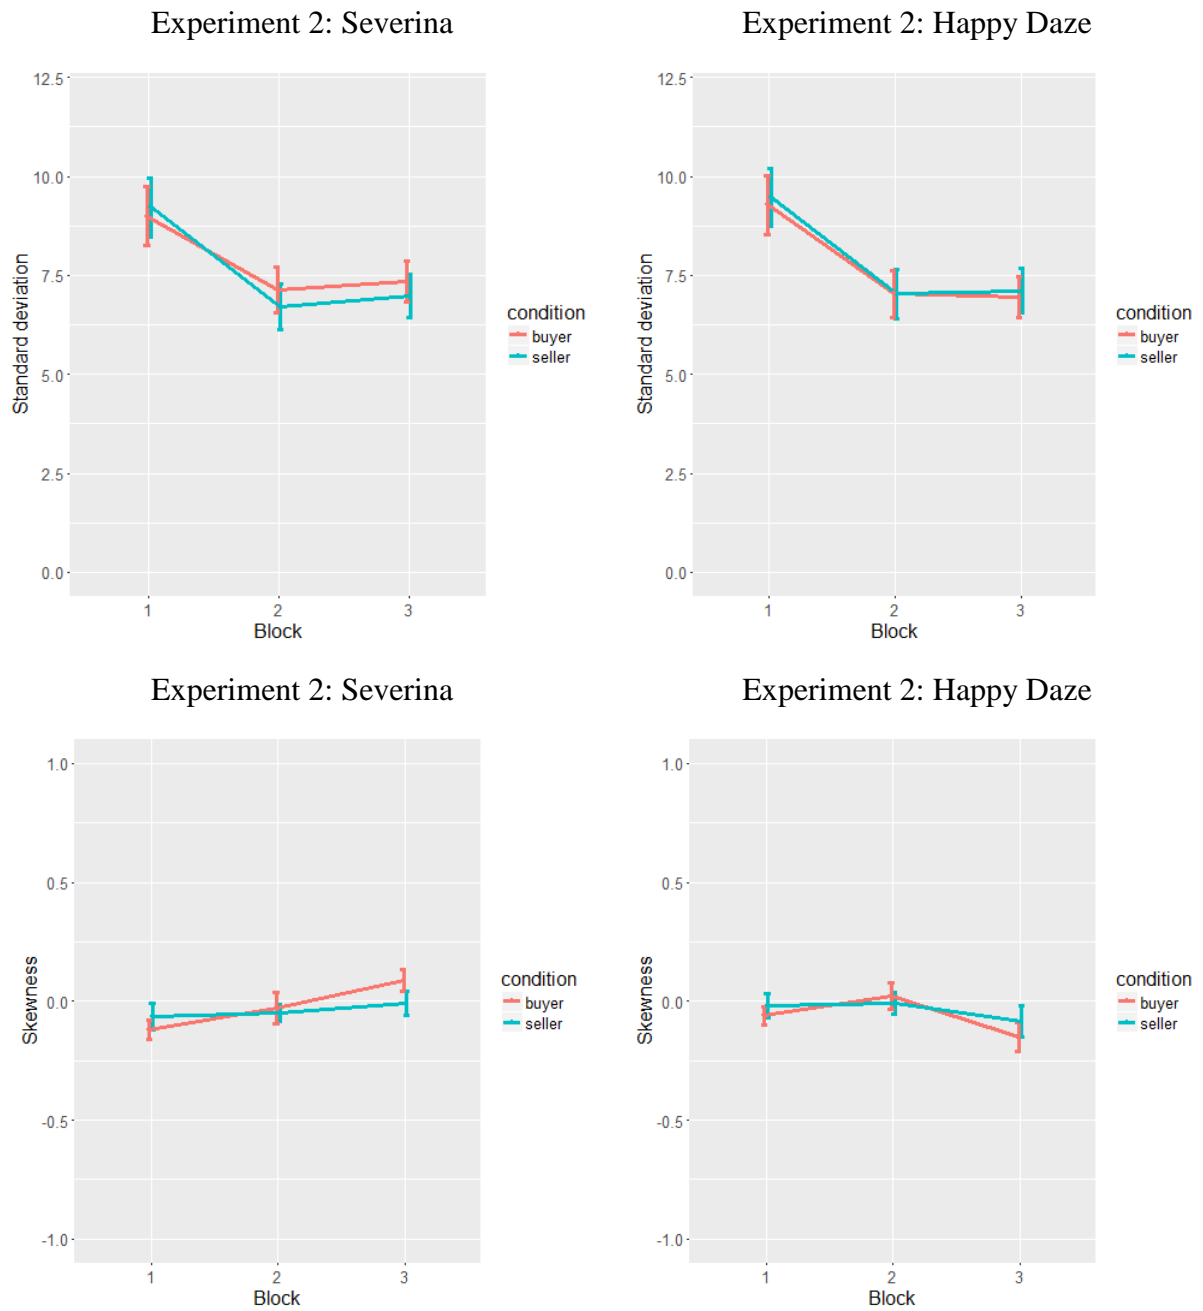 Experiment 2: Severina
Experiment 2: Happy Daze
12.5
10.0
7.5
5.0
2.5
0.0
Standard deviation
1 2 3
Block
condition
buyer
seller
12.5
10.0
7.5
5.0
2.5
0.0
Standard deviation
1 2 3
Block
condition
buyer
seller
Experiment 2: Severina
Experiment 2: Happy Daze
1.0
0.5
0.0
-0.5
-1.0
Skewness
1 2 3
Block
condition
buyer
seller
1.0
0.5
0.0
-0.5
-1.0
Skewness
1 2 3
Block
condition
buyer
seller